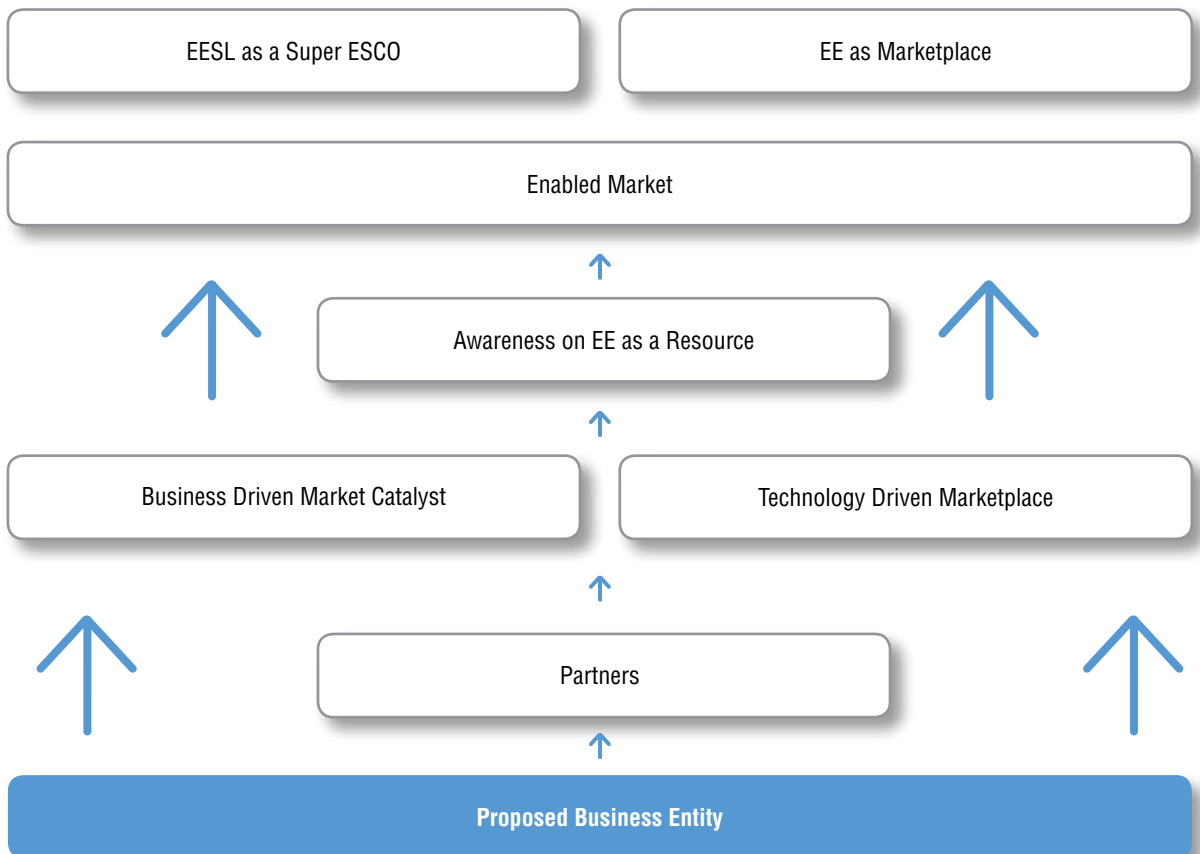 EESL as a Super ESCO
EE as Marketplace
Enabled Market
Awareness on EE as a Resource
Business Driven Market Catalyst
Technology Driven Marketplace
Partners
Proposed Business Entity